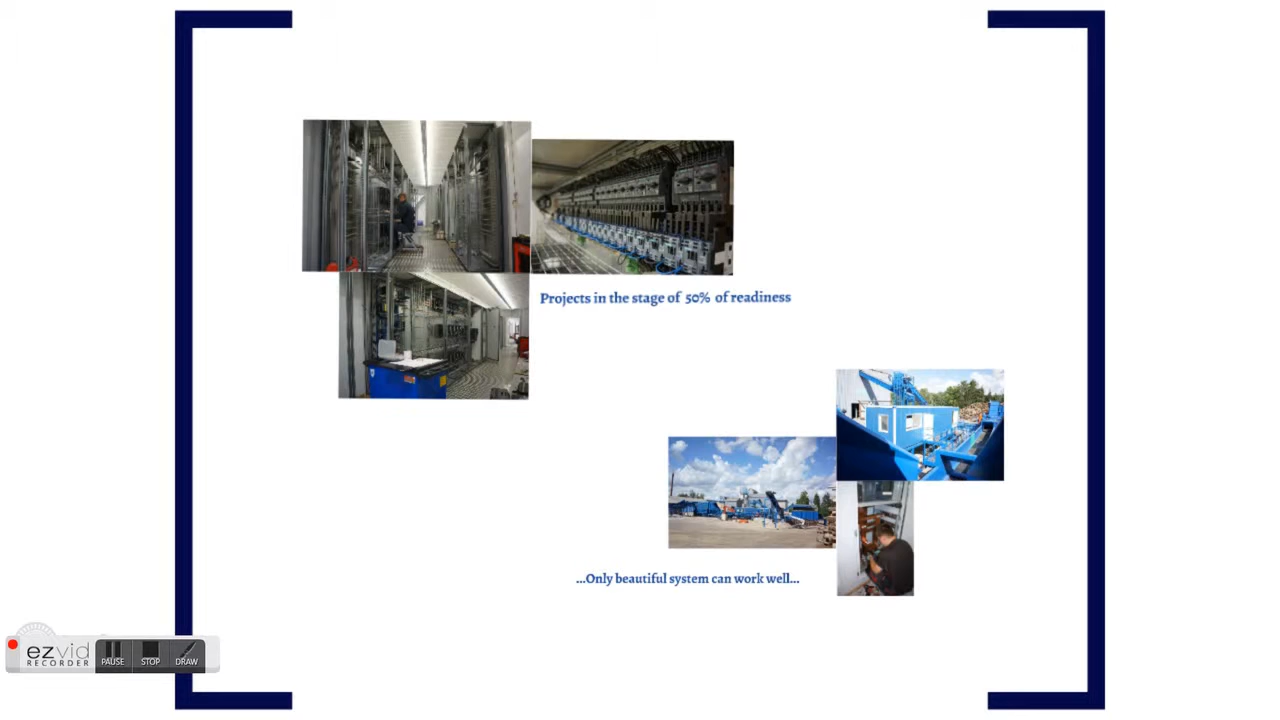 Projects in the stage of 50% of readiness
...Only beautiful system can work well...
ezvid
RECORDER
PAUSE
STOP
DRAW